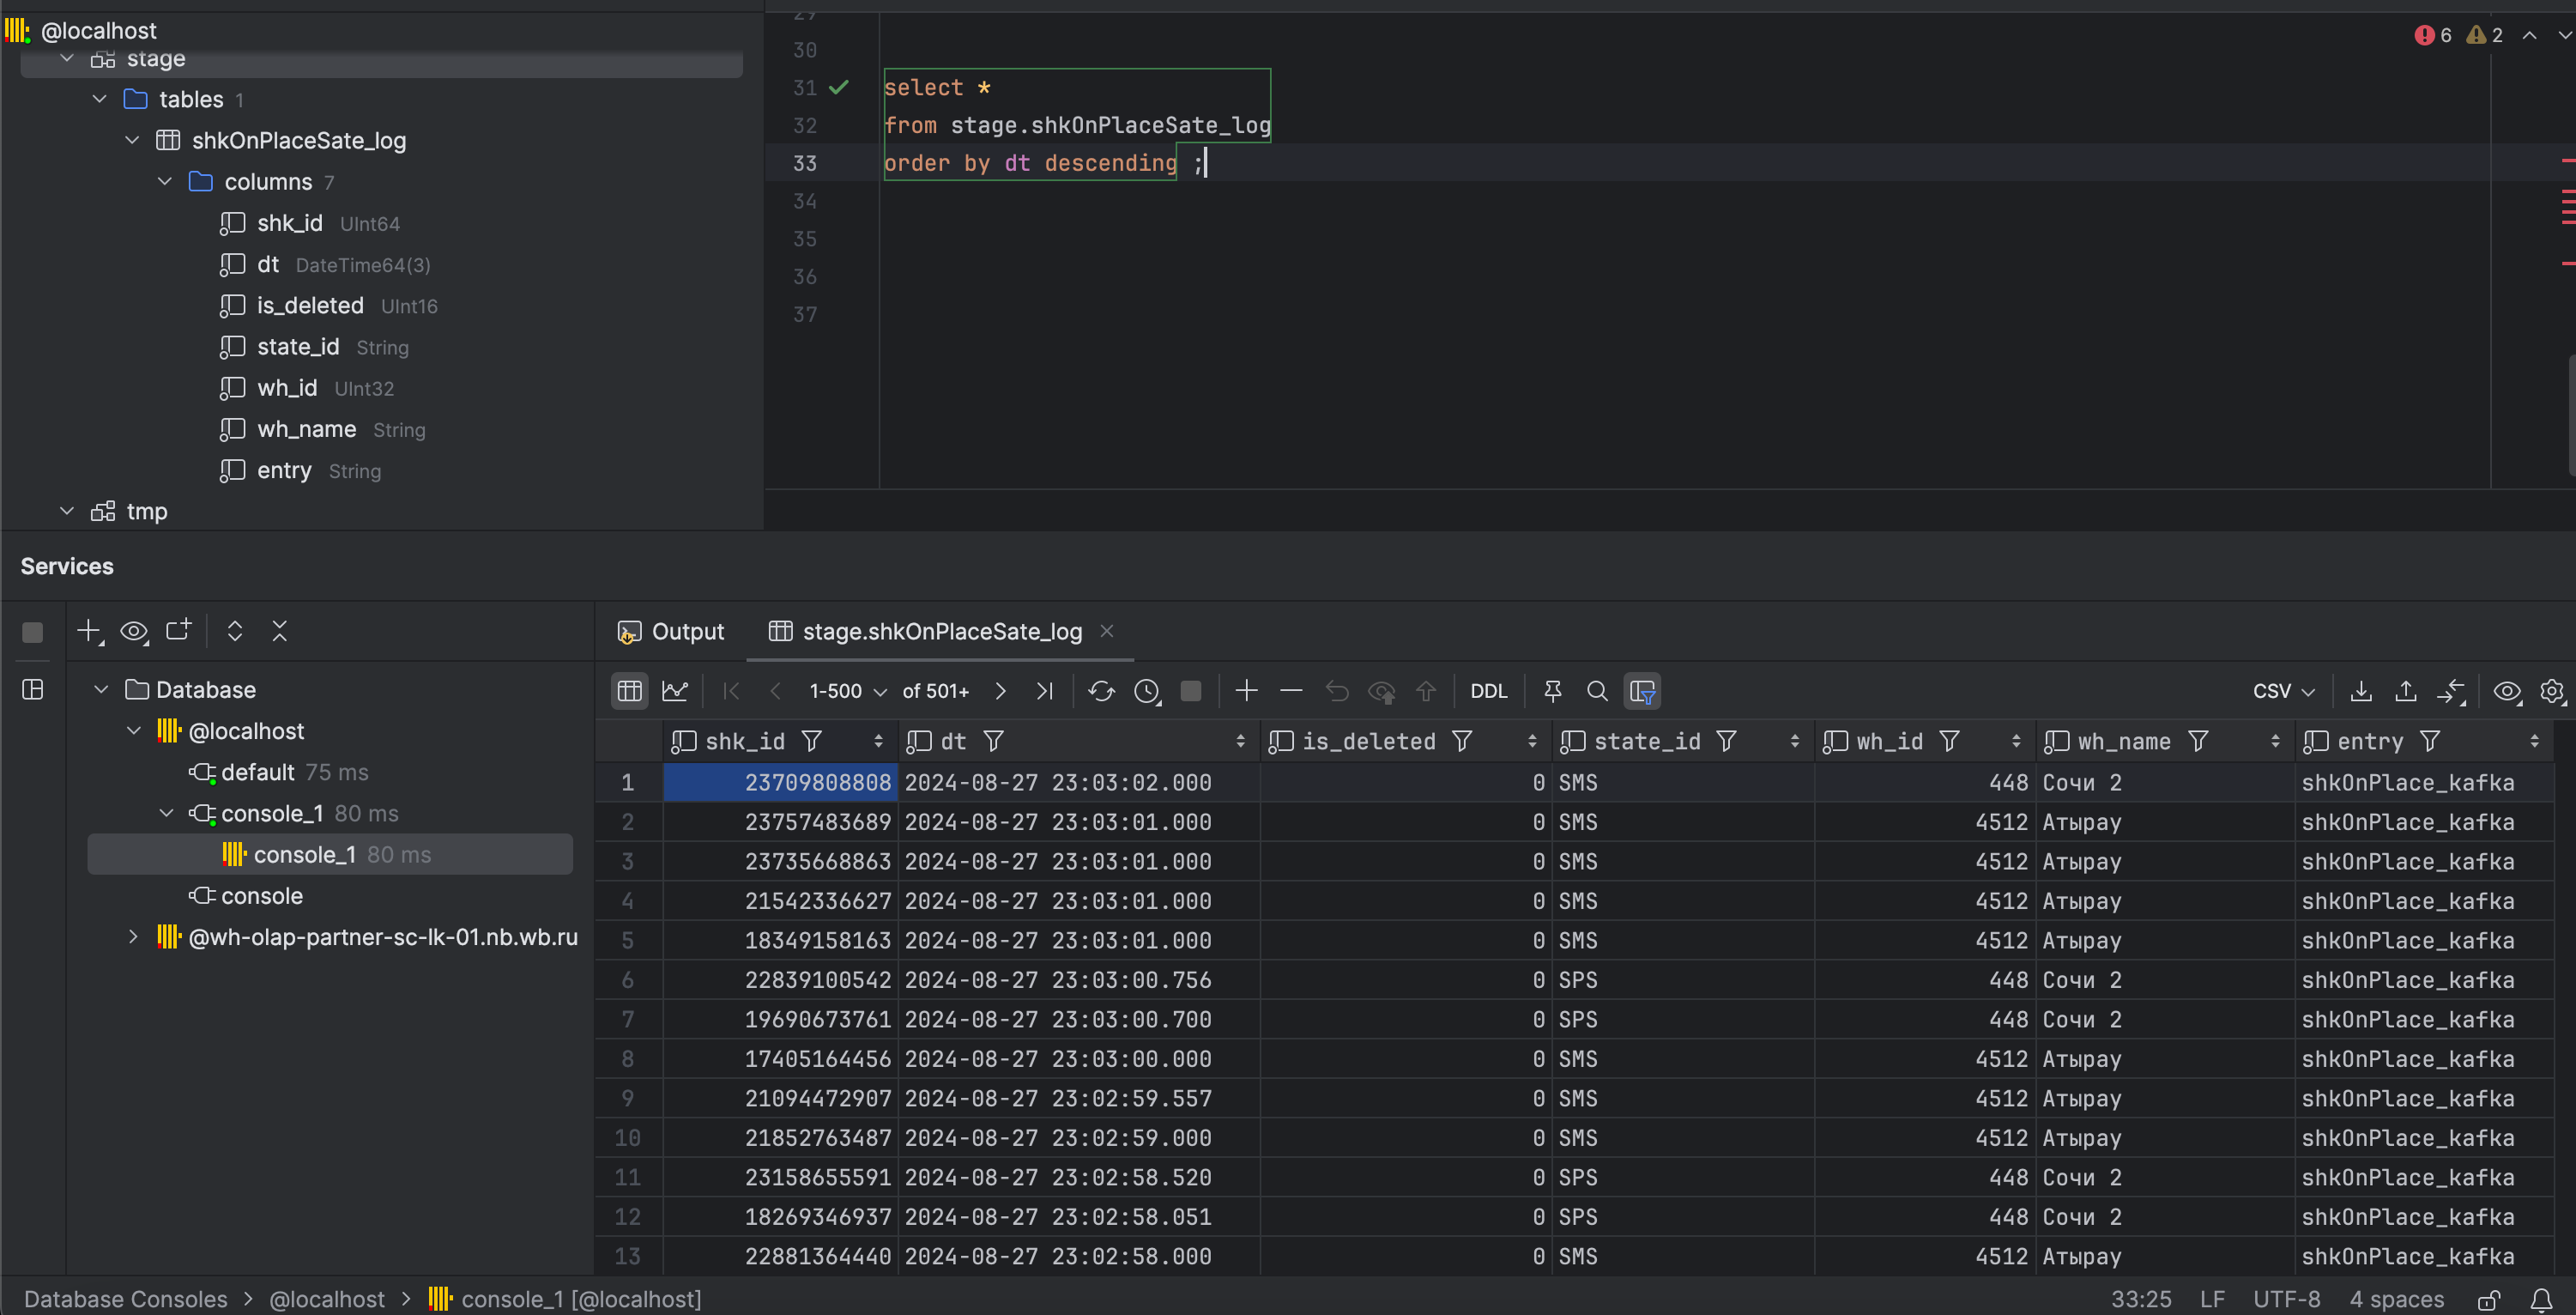 @localhost
stage
tables 1
shkOnPlaceSate_log
columns 7
shk_id UInt64
dt DateTime64(3)
is_deleted UInt16
state_id String
wh_id UInt32
wh_name String
entry String
tmp
29
30
31 select *
32 from stage.shkOnPlaceSate_log
33 order by dt descending ;
34
35
36
37
6 2
Services
Database
@localhost
default 75 ms
console_1 80 ms
console_1 80 ms
console
@wh-olap-partner-sc-lk-01.nb.wb.ru
Output stage.shkOnPlaceSate_log
1-500 of 501+ DDL CSV
shk_id dt is_deleted state_id wh_id wh_name entry
1 23709808808 2024-08-27 23:03:02.000 0 SMS 448 Сочи 2 shkOnPlace_kafka
2 23757483689 2024-08-27 23:03:01.000 0 SMS 4512 Атырау shkOnPlace_kafka
3 23735668863 2024-08-27 23:03:01.000 0 SMS 4512 Атырау shkOnPlace_kafka
4 21542336627 2024-08-27 23:03:01.000 0 SMS 4512 Атырау shkOnPlace_kafka
5 18349158163 2024-08-27 23:03:01.000 0 SMS 4512 Атырау shkOnPlace_kafka
6 22839100542 2024-08-27 23:03:00.756 0 SPS 448 Сочи 2 shkOnPlace_kafka
7 19690673761 2024-08-27 23:03:00.700 0 SPS 448 Сочи 2 shkOnPlace_kafka
8 17405164456 2024-08-27 23:03:00.000 0 SMS 4512 Атырау shkOnPlace_kafka
9 21094472907 2024-08-27 23:02:59.557 0 SMS 4512 Атырау shkOnPlace_kafka
10 21852763487 2024-08-27 23:02:59.000 0 SMS 4512 Атырау shkOnPlace_kafka
11 23158655591 2024-08-27 23:02:58.520 0 SPS 448 Сочи 2 shkOnPlace_kafka
12 18269346937 2024-08-27 23:02:58.051 0 SPS 448 Сочи 2 shkOnPlace_kafka
13 22881364440 2024-08-27 23:02:58.000 0 SMS 4512 Атырау shkOnPlace_kafka
Database Consoles > @localhost > console_1 [@localhost] 33:25 LF UTF-8 4 spaces